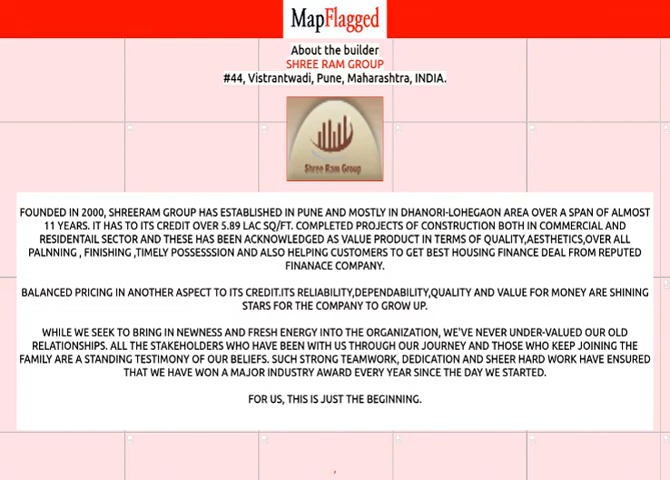 MapFlagged
About the builder
SHREE RAM GROUP
#44, Vistrantwadi, Pune, Maharashtra, INDIA.
Shree Ram Group
FOUNDED IN 2000, SHREERAM GROUP HAS ESTABLISHED IN PUNE AND MOSTLY IN DHANORI-LOHEGAON AREA OVER A SPAN OF ALMOST
11 YEARS. IT HAS TO ITS CREDIT OVER 5.89 LAC SQ/FT. COMPLETED PROJECTS OF CONSTRUCTION BOTH IN COMMERCIAL AND
RESIDENTAIL SECTOR AND THESE HAS BEEN ACKNOWLEDGED AS VALUE PRODUCT IN TERMS OF QUALITY,AESTHETICS,OVER ALL
PALNNING , FINISHING ,TIMELY POSSESSSION AND ALSO HELPING CUSTOMERS TO GET BEST HOUSING FINANCE DEAL FROM REPUTED
FINANACE COMPANY.
BALANCED PRICING IN ANOTHER ASPECT TO ITS CREDIT.ITS RELIABILITY,DEPENDABILITY,QUALITY AND VALUE FOR MONEY ARE SHINING
STARS FOR THE COMPANY TO GROW UP.
WHILE WE SEEK TO BRING IN NEWNESS AND FRESH ENERGY INTO THE ORGANIZATION, WE'VE NEVER UNDER-VALUED OUR OLD
RELATIONSHIPS. ALL THE STAKEHOLDERS WHO HAVE BEEN WITH US THROUGH OUR JOURNEY AND THOSE WHO KEEP JOINING THE
FAMILY ARE A STANDING TESTIMONY OF OUR BELIEFS. SUCH STRONG TEAMWORK, DEDICATION AND SHEER HARD WORK HAVE ENSURED
THAT WE HAVE WON A MAJOR INDUSTRY AWARD EVERY YEAR SINCE THE DAY WE STARTED.
FOR US, THIS IS JUST THE BEGINNING.